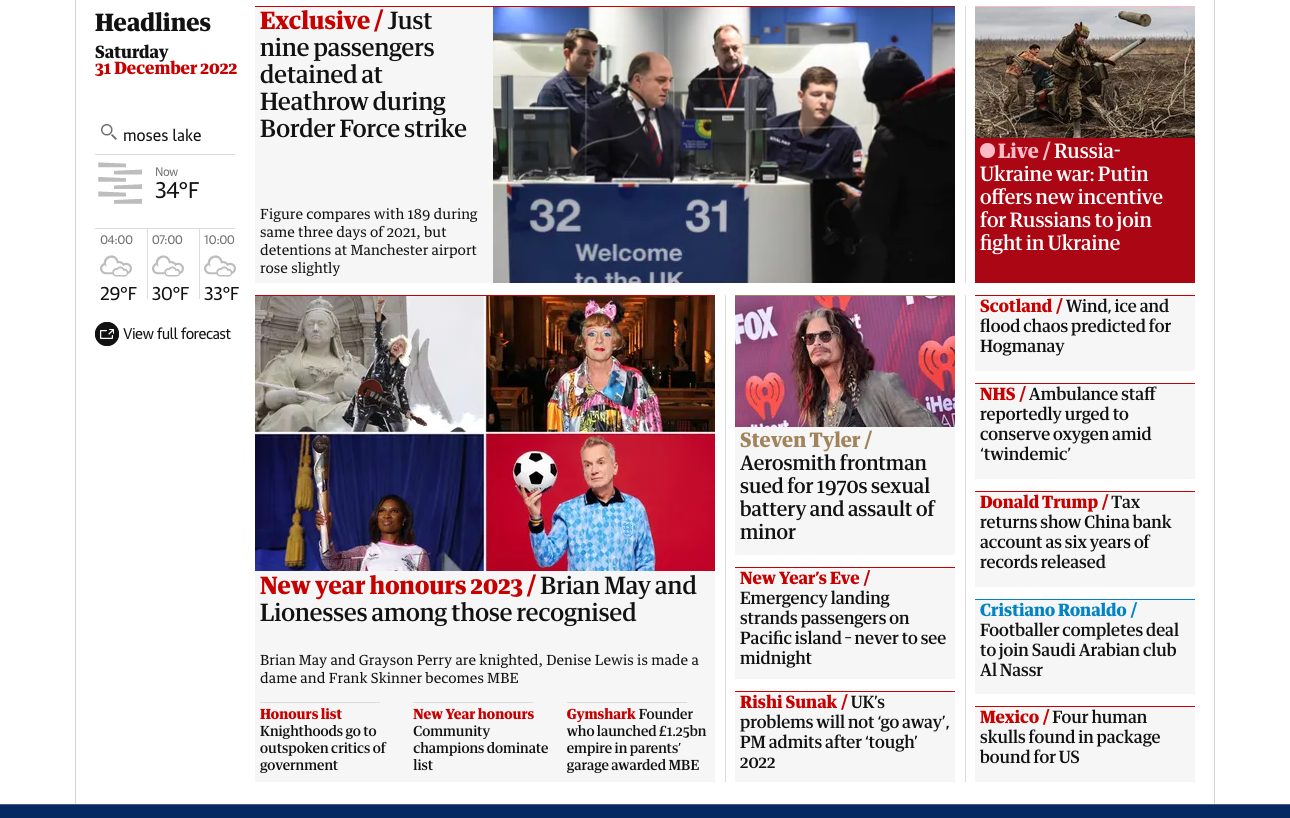 Headlines
Saturday
31 December 2022
moses lake
Now
34°F
04:00
07:00
10:00
29°F
30°F
33°F
View full forecast
Exclusive / Just
nine passengers
detained at
Heathrow during
Border Force strike
Figure compares with 189 during
same three days of 2021, but
detentions at Manchester airport
rose slightly
32
31
Welcome
to the UK
Live / Russia-
Ukraine war: Putin
offers new incentive
for Russians to join
fight in Ukraine
New year honours 2023 / Brian May and
Lionesses among those recognised
Brian May and Grayson Perry are knighted, Denise Lewis is made a
dame and Frank Skinner becomes MBE
Honours list
Knighthoods go to
outspoken critics of
government
New Year honours
Community
champions dominate
list
Gymshark Founder
who launched £1.25bn
empire in parents’
garage awarded MBE
FOX
iHeart
Steven Tyler /
Aerosmith frontman
sued for 1970s sexual
battery and assault of
minor
New Year’s Eve /
Emergency landing
strands passengers on
Pacific island – never to see
midnight
Rishi Sunak / UK’s
problems will not ‘go away’,
PM admits after ‘tough’
2022
Scotland / Wind, ice and
flood chaos predicted for
Hogmanay
NHS / Ambulance staff
reportedly urged to
conserve oxygen amid
‘twindemic’
Donald Trump / Tax
returns show China bank
account as six years of
records released
Cristiano Ronaldo /
Footballer completes deal
to join Saudi Arabian club
Al Nassr
Mexico / Four human
skulls found in package
bound for US